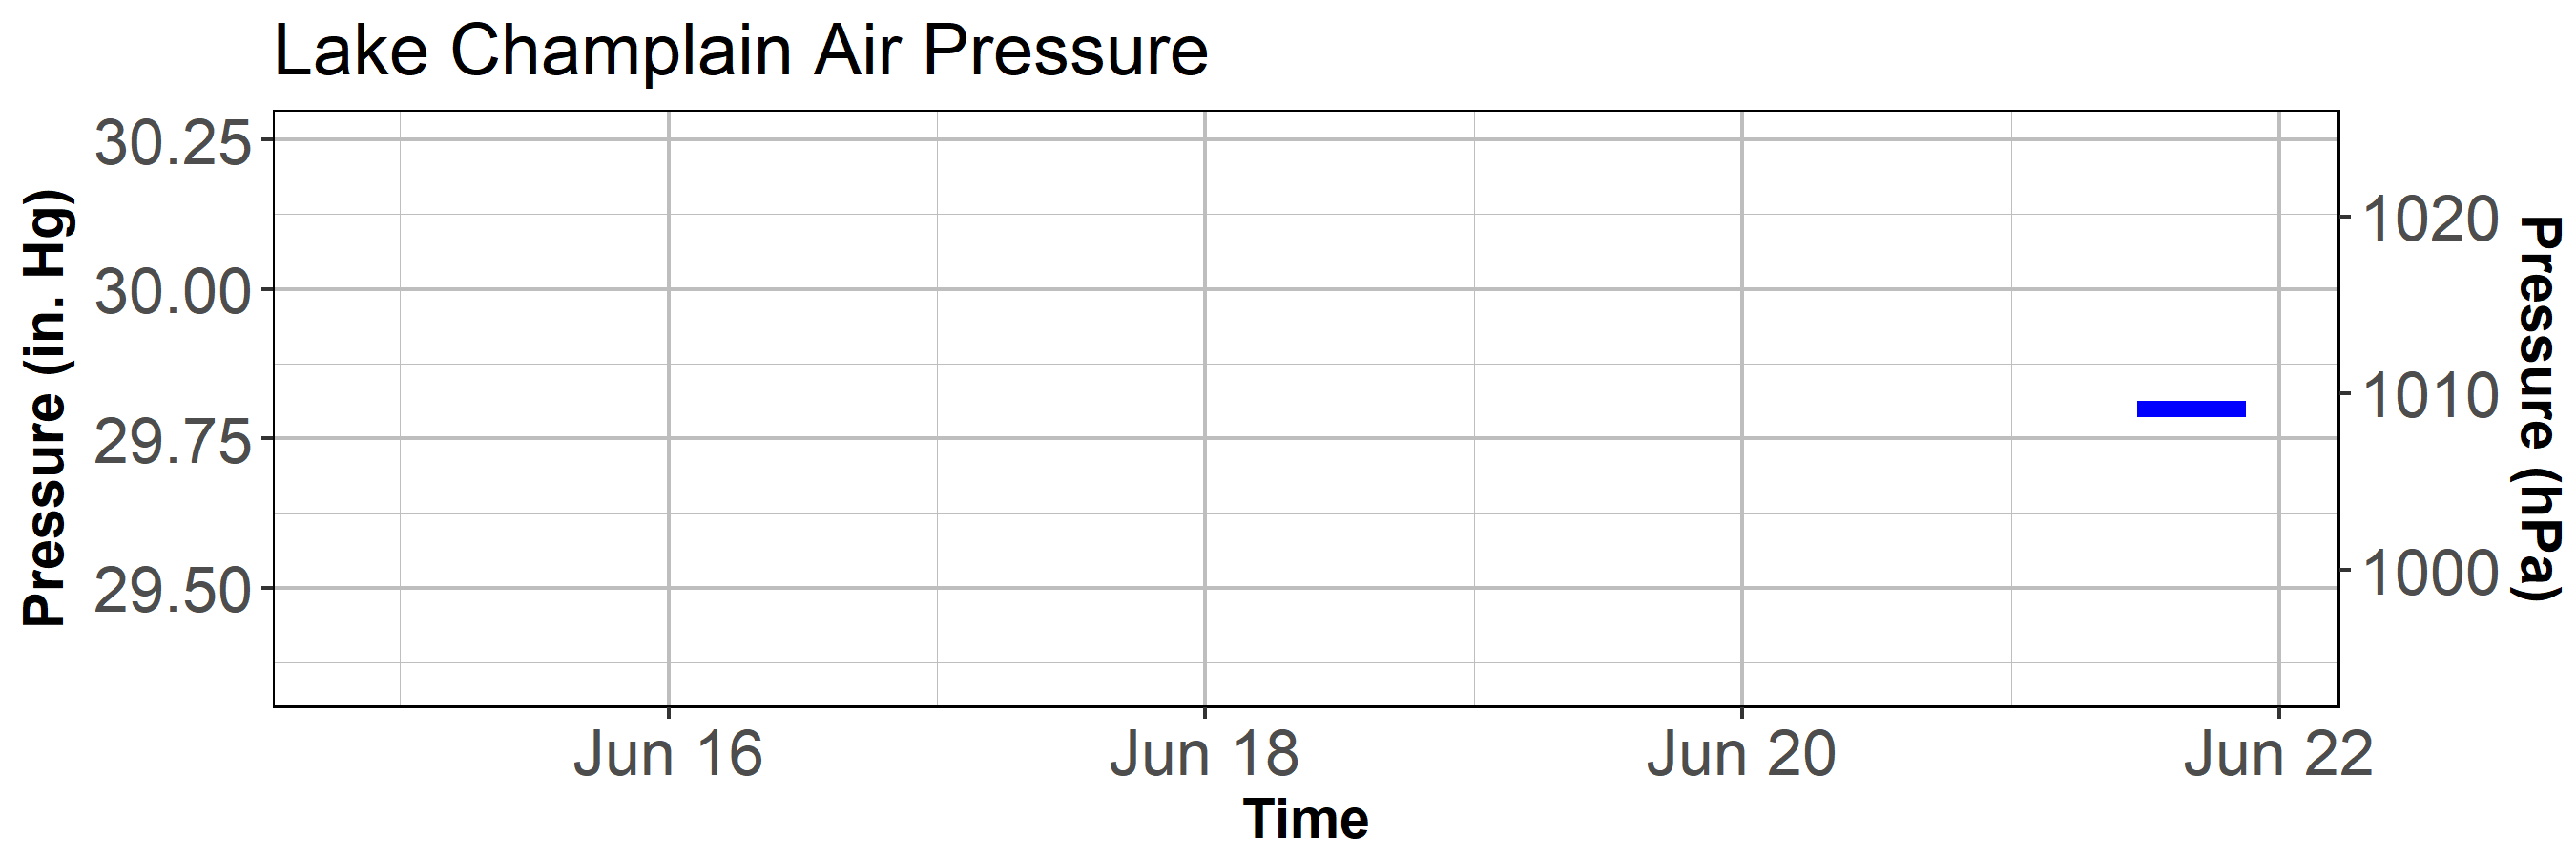 Lake Champlain Air Pressure
Pressure (in. Hg)
30.25
30.00
29.75
29.50
1020
1010
1000
Pressure (hPa)
Jun 16 Jun 18 Jun 20 Jun 22
Time